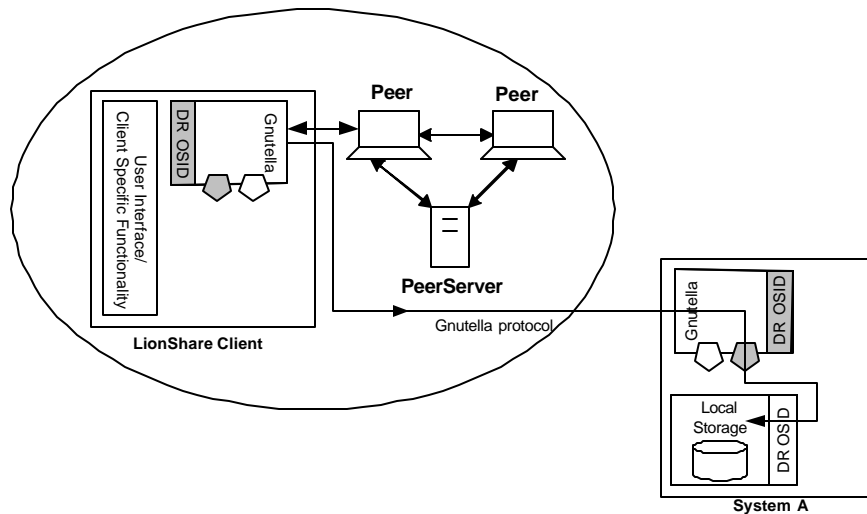 Peer
Peer
User Interface/
Client Specific Functionality
DR OSID
Gnutella
PeerServer
LionShare Client
Gnutella protocol
Gnutella
DR OSID
Local
Storage
DR OSID
System A